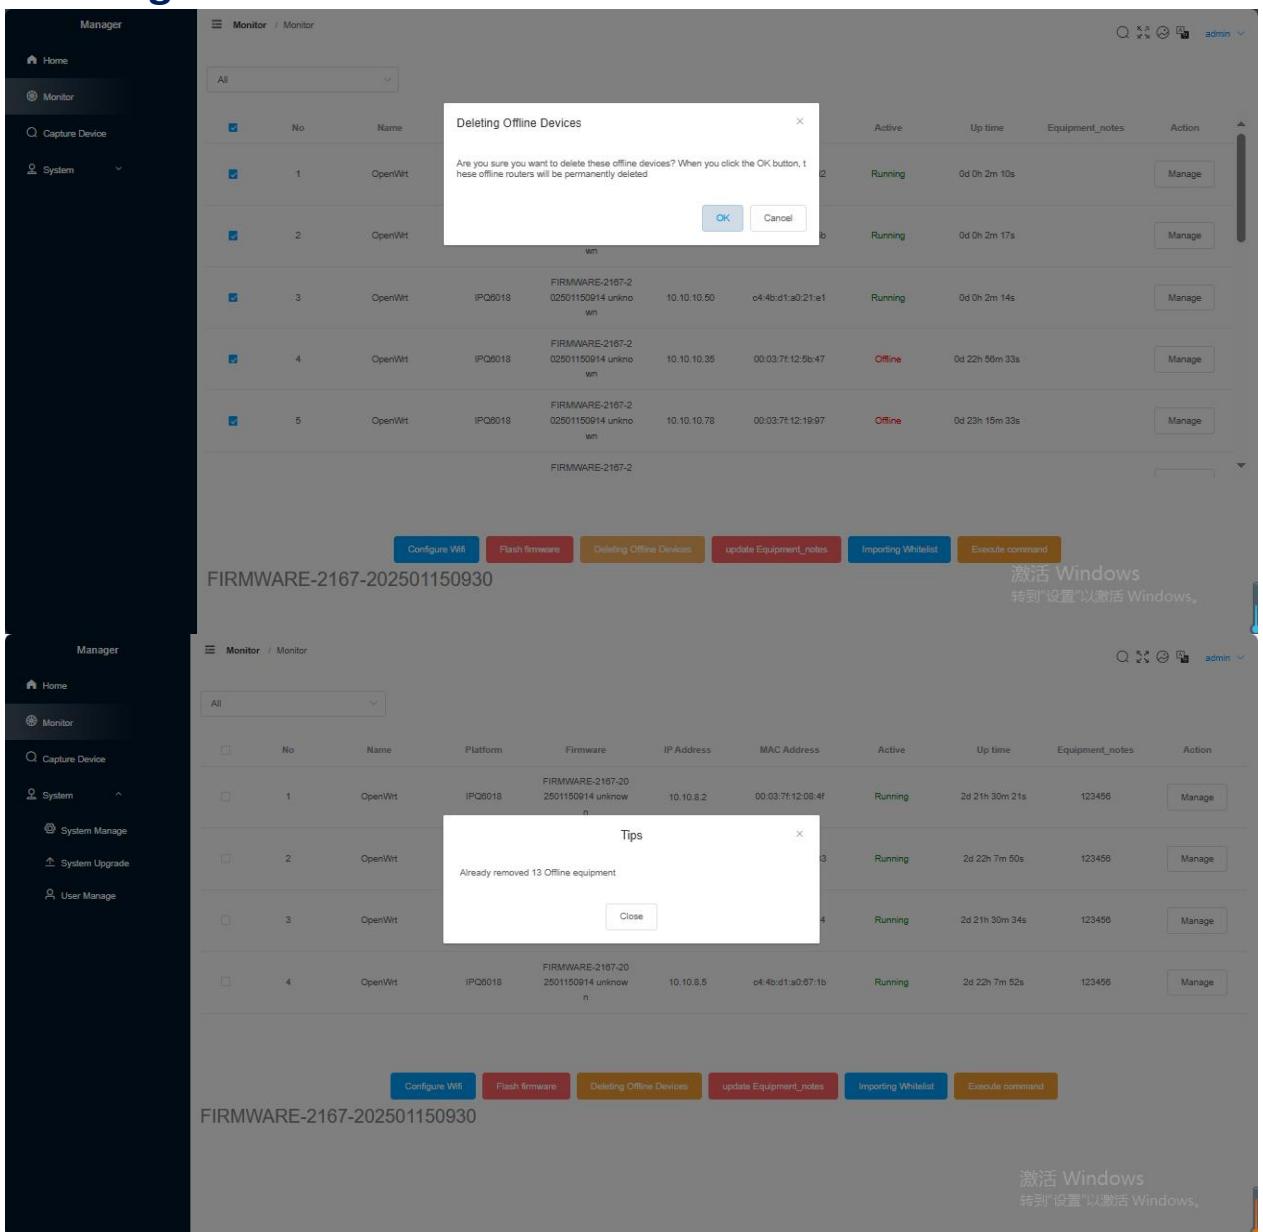 Manager
Monitor / Monitor
admin
Home
All
Monitor
Deleting Offline Devices
Capture Device
No Name Active Up time Equipment_notes Action
Are you sure you want to delete these offline devices? When you click the OK button, t
hese offline routers will be permanently deleted
System
1 OpenWrt 2 Running 0d 0h 2m 10s Manage
OK Cancel
2 OpenWrt b Running 0d 0h 2m 17s Manage
wn
FIRMWARE-2167-2
3 OpenWrt IPQ6018 02501150914 unkno 10.10.10.50 c4:4b:d1:a0:21:e1 Running 0d 0h 2m 14s Manage
wn
FIRMWARE-2167-2
4 OpenWrt IPQ6018 02501150914 unkno 10.10.10.35 00:03:7f:12:5b:47 Offline 0d 22h 56m 33s Manage
wn
FIRMWARE-2167-2
5 OpenWrt IPQ6018 02501150914 unkno 10.10.10.78 00:03:7f:12:19:97 Offline 0d 23h 15m 33s Manage
wn
FIRMWARE-2167-2
Configure Wifi Flash firmware Deleting Offline Devices update Equipment_notes Importing Whitelist Execute command
FIRMWARE-2167-202501150930
激活 Windows
转到"设置"以激活 Windows。
Manager
Monitor / Monitor
admin
Home
All
Monitor
No Name Platform Firmware IP Address MAC Address Active Up time Equipment_notes Action
Capture Device
FIRMWARE-2167-20
System
1 OpenWrt IPQ6018 2501150914 unknow 10.10.8.2 00:03:7f:12:08:4f Running 2d 21h 30m 21s 123456 Manage
n
System Manage
Tips
2 OpenWrt 3 Running 2d 22h 7m 50s 123456 Manage
System Upgrade
Already removed 13 Offline equipment
User Manage
3 OpenWrt 4 Running 2d 21h 30m 34s 123456 Manage
Close
FIRMWARE-2167-20
4 OpenWrt IPQ6018 2501150914 unknow 10.10.8.5 c4:4b:d1:a0:67:1b Running 2d 22h 7m 52s 123456 Manage
n
Configure Wifi Flash firmware Deleting Offline Devices update Equipment_notes Importing Whitelist Execute command
FIRMWARE-2167-202501150930
激活 Windows
转到"设置"以激活 Windows。